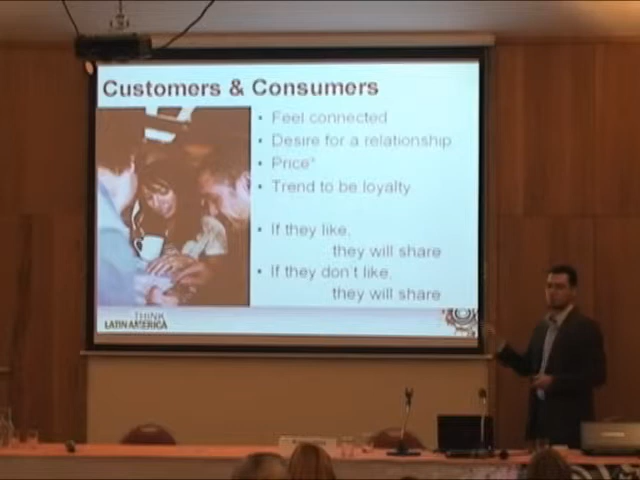 Customers & Consumers
• Feel connected
• Desire for a relationship
• Price*
• Trend to be loyalty
• If they like,
they will share
• If they don't like,
they will share
THINK
LATIN AMERICA